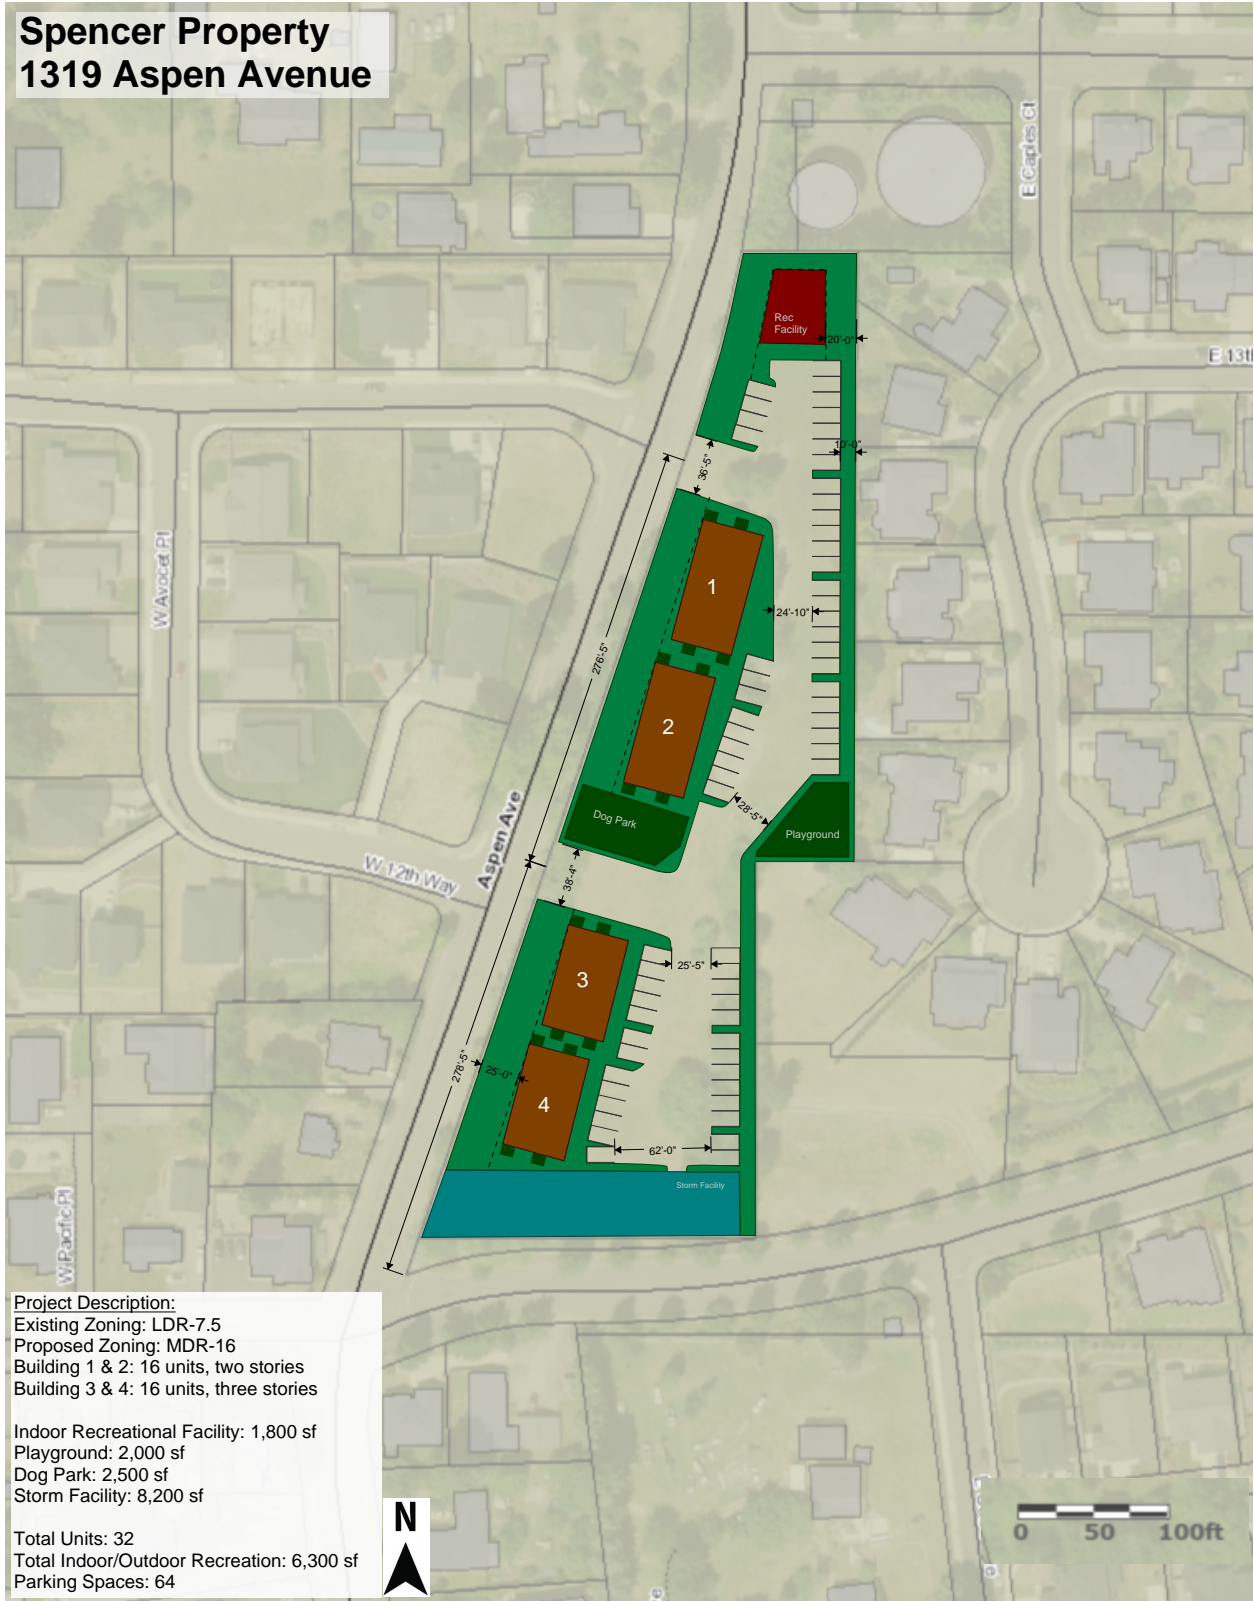 Spencer Property
1319 Aspen Avenue
E Caples Ct
E 13th
Rec
Facility
20'-0"
10'-0"
36'-5"
W Avocet Pl
1
24'-10"
276'-5"
2
28'-5"
Dog Park
Playground
Aspen Ave
W 12th Way
38'-4"
3
25'-5"
278'-5"
25'-0"
4
62'-0"
Storm Facility
W Pacific Pl
Project Description:
Existing Zoning: LDR-7.5
Proposed Zoning: MDR-16
Building 1 & 2: 16 units, two stories
Building 3 & 4: 16 units, three stories
Indoor Recreational Facility: 1,800 sf
Playground: 2,000 sf
Dog Park: 2,500 sf
Storm Facility: 8,200 sf
Total Units: 32
Total Indoor/Outdoor Recreation: 6,300 sf
Parking Spaces: 64
N
0 50 100ft